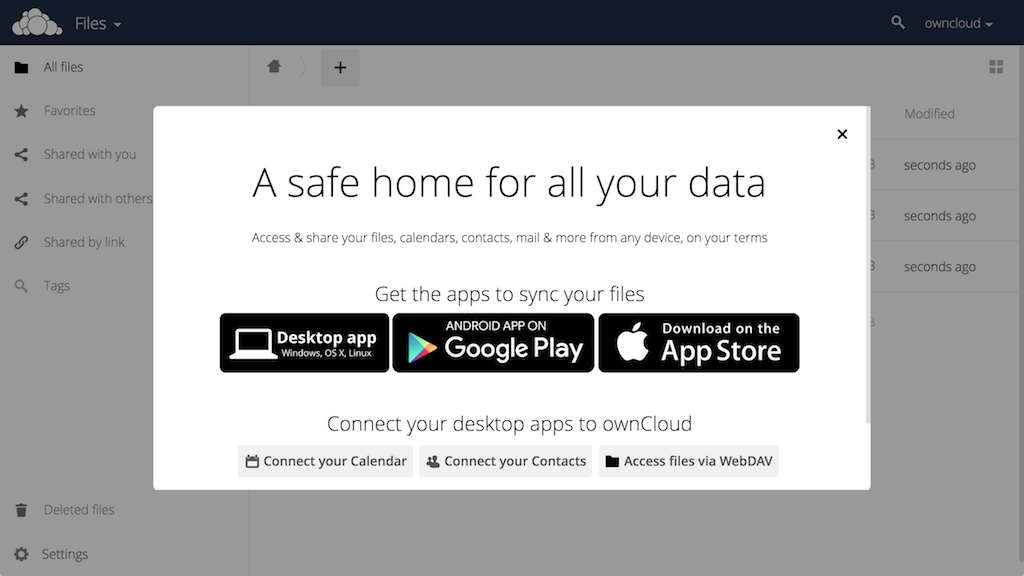 Files
owncloud
All files
Favorites
Shared with you
Shared with others
Shared by link
Tags
Deleted files
Settings
+
Modified
seconds ago
seconds ago
seconds ago
A safe home for all your data
Access & share your files, calendars, contacts, mail & more from any device, on your terms
Get the apps to sync your files
Desktop app
Windows, OS X, Linux
ANDROID APP ON
Google Play
Download on the
App Store
Connect your desktop apps to ownCloud
Connect your Calendar
Connect your Contacts
Access files via WebDAV